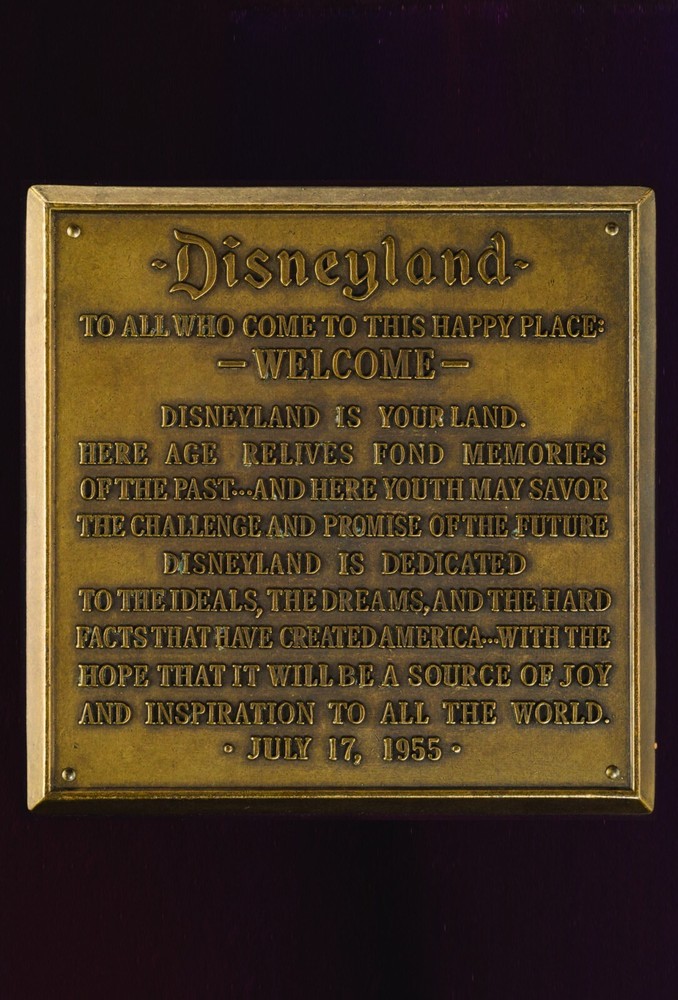 -Disneyland-
TO ALL WHO COME TO THIS HAPPY PLACE:
—WELCOME—
DISNEYLAND IS YOUR LAND.
HERE AGE RELIVES FOND MEMORIES
OF THE PAST...AND HERE YOUTH MAY SAVOR
THE CHALLENGE AND PROMISE OF THE FUTURE
DISNEYLAND IS DEDICATED
TO THE IDEALS, THE DREAMS, AND THE HARD
FACTS THAT HAVE CREATED AMERICA...WITH THE
HOPE THAT IT WILL BE A SOURCE OF JOY
AND INSPIRATION TO ALL THE WORLD.
• JULY 17, 1955 •